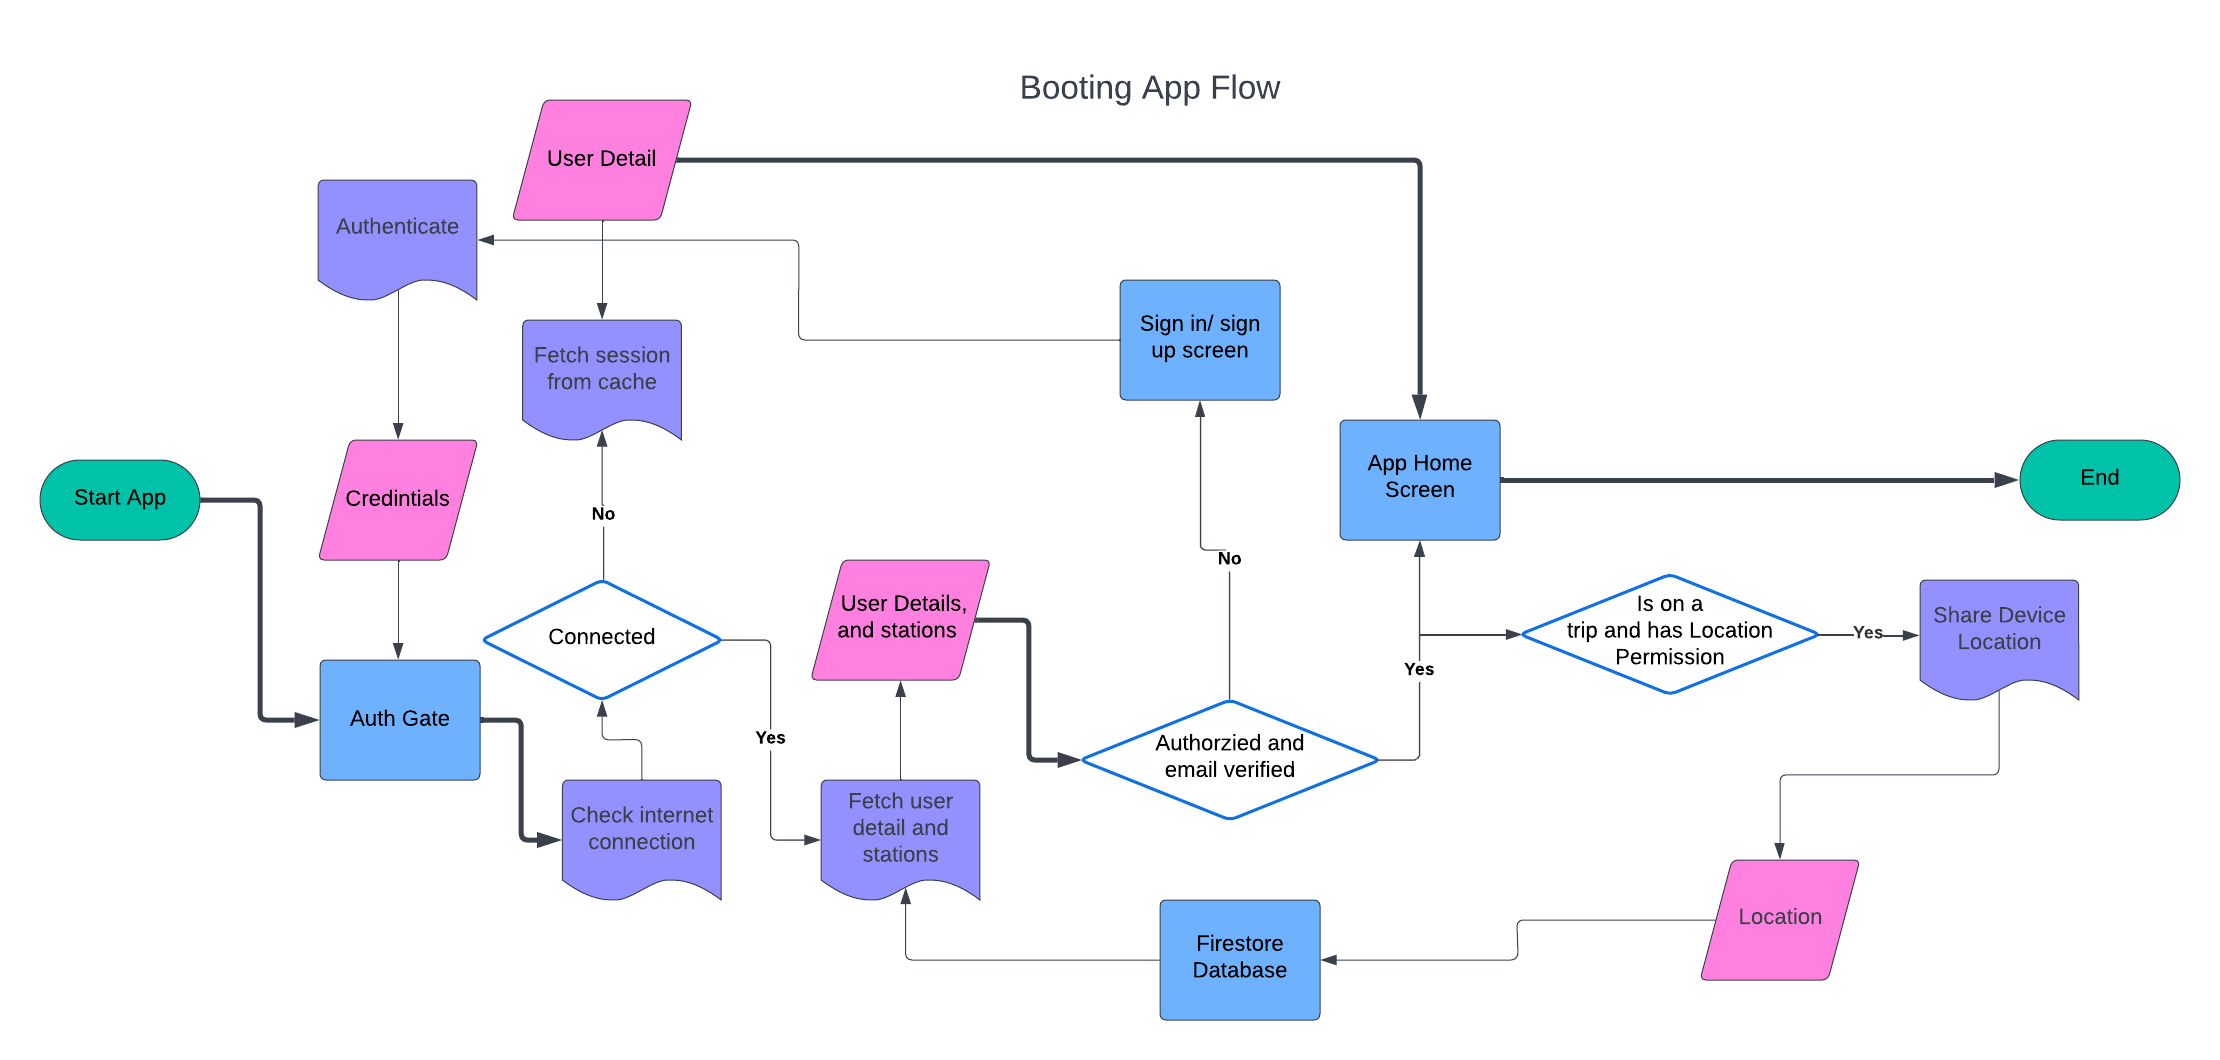 Booting App Flow
User Detail
Authenticate
Fetch session
from cache
Sign in/ sign
up screen
App Home
Screen
End
Start App
Credintials
No
No
User Details,
and stations
Connected
Is on a
trip and has Location
Permission
Yes
Share Device
Location
Yes
Auth Gate
Yes
Authorzied and
email verified
Check internet
connection
Fetch user
detail and
stations
Location
Firestore
Database